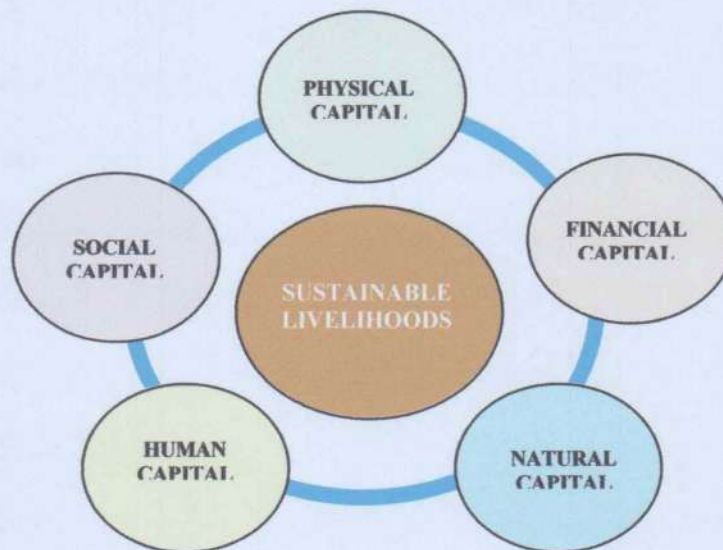 PHYSICAL
CAPITAL
FINANCIAL
CAPITAL
SOCIAL
CAPITAL
SUSTAINABLE
LIVELIHOODS
HUMAN
CAPITAL
NATURAL
CAPITAL